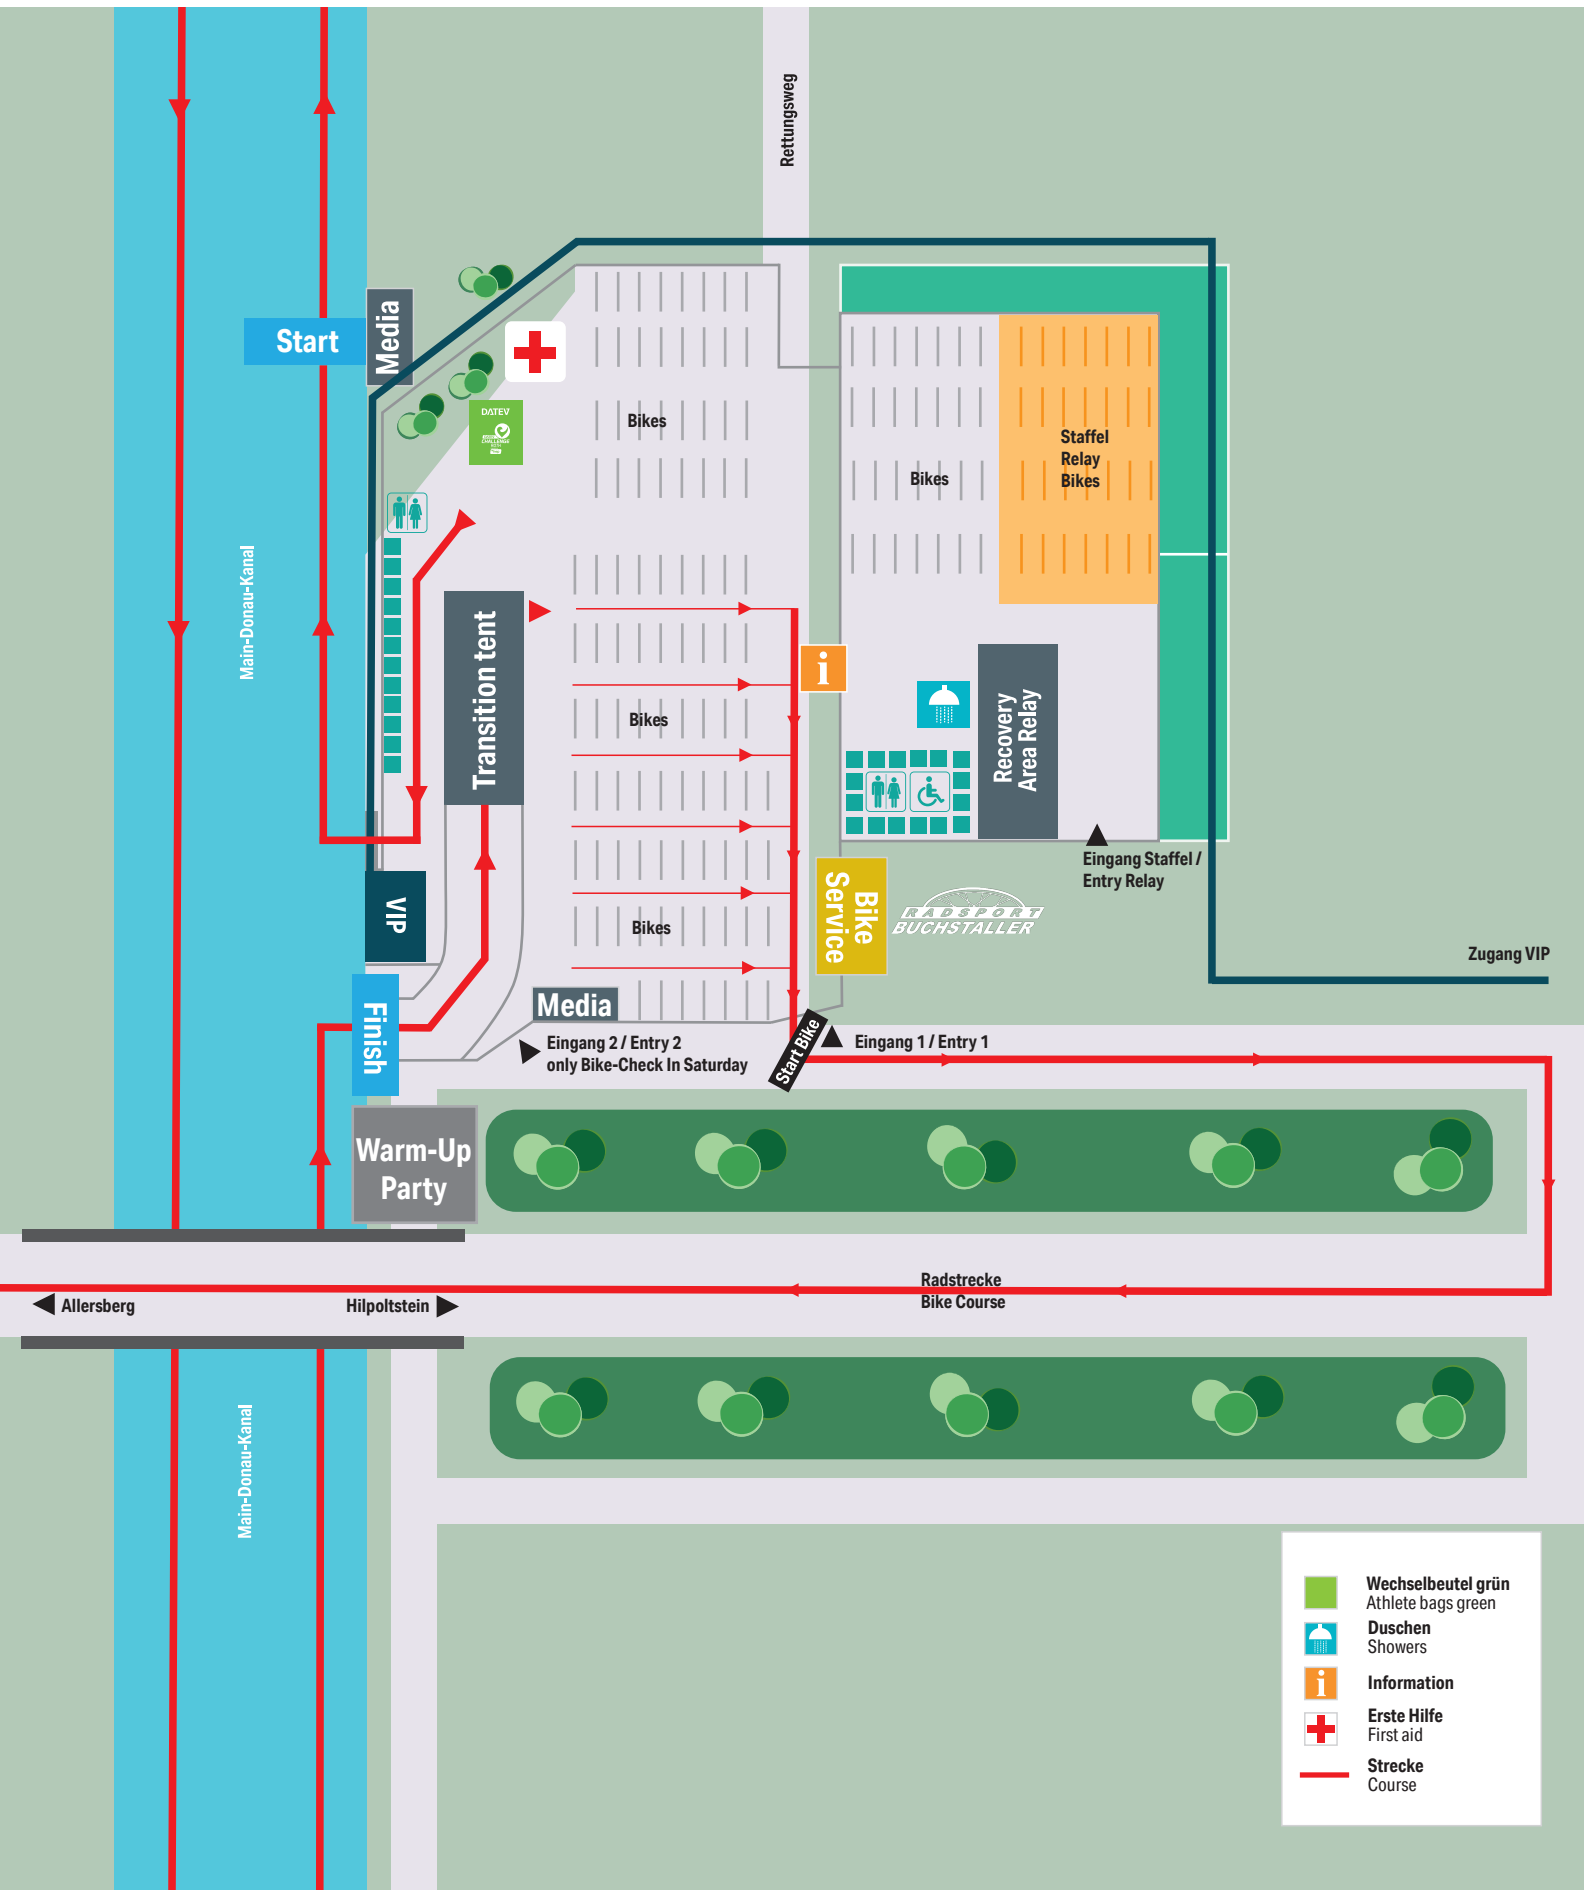 Rettungsweg
Start
Media
DATEV
CHALLENGE
Bikes
Bikes
Staffel
Relay
Bikes
Main-Donau-Kanal
Transition tent
i
Bikes
Recovery
Area Relay
Eingang Staffel /
Entry Relay
VIP
Bikes
Bike
Service
RADSPORT
BUCHSTALLER
Zugang VIP
Finish
Media
Eingang 2 / Entry 2
only Bike-Check In Saturday
Start Bike
Eingang 1 / Entry 1
Warm-Up
Party
Radstrecke
Bike Course
Allersberg
Hilpoltstein
Main-Donau-Kanal
Wechselbeutel grün
Athlete bags green
Duschen
Showers
i
Information
Erste Hilfe
First aid
Strecke
Course